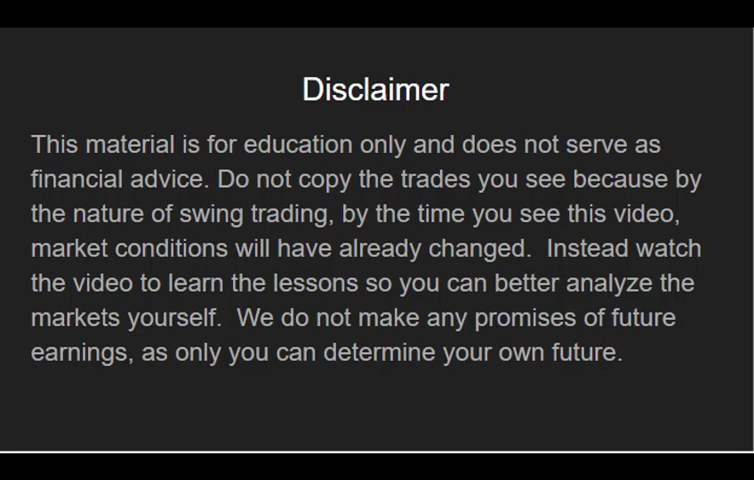 Disclaimer
This material is for education only and does not serve as
financial advice. Do not copy the trades you see because by
the nature of swing trading, by the time you see this video,
market conditions will have already changed.  Instead watch
the video to learn the lessons so you can better analyze the
markets yourself.  We do not make any promises of future
earnings, as only you can determine your own future.